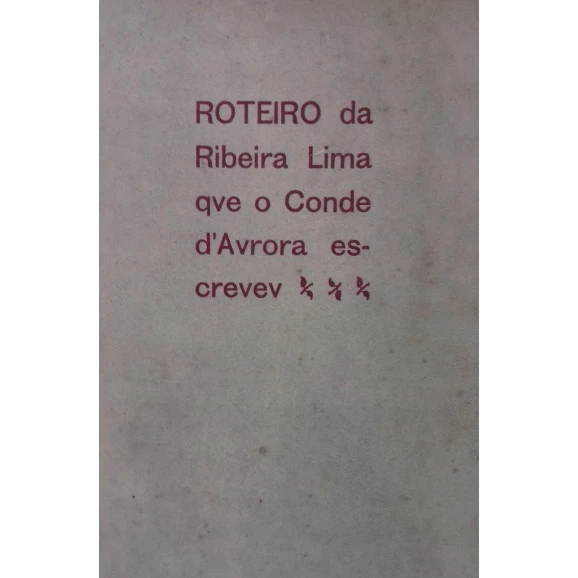 ROTEIRO da
Ribeira Lima
qve o Conde
d'Avrora es-
crevev